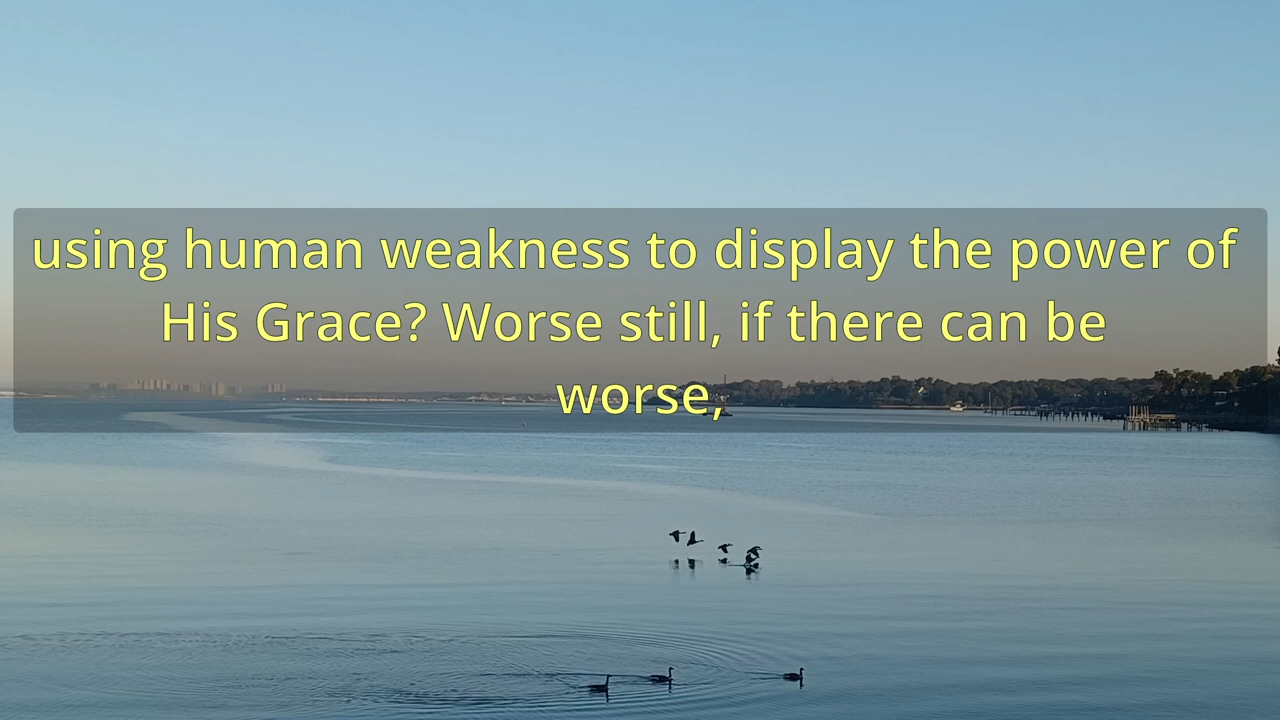 using human weakness to display the power of
His Grace? Worse still, if there can be
worse,